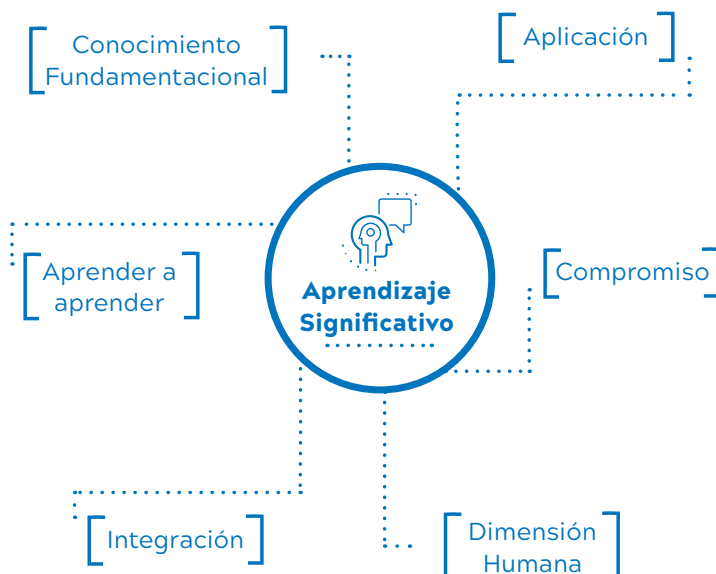 Conocimiento
Fundamentacional
Aplicación
Aprender a
aprender
Aprendizaje
Significativo
Compromiso
Integración
Dimensión
Humana